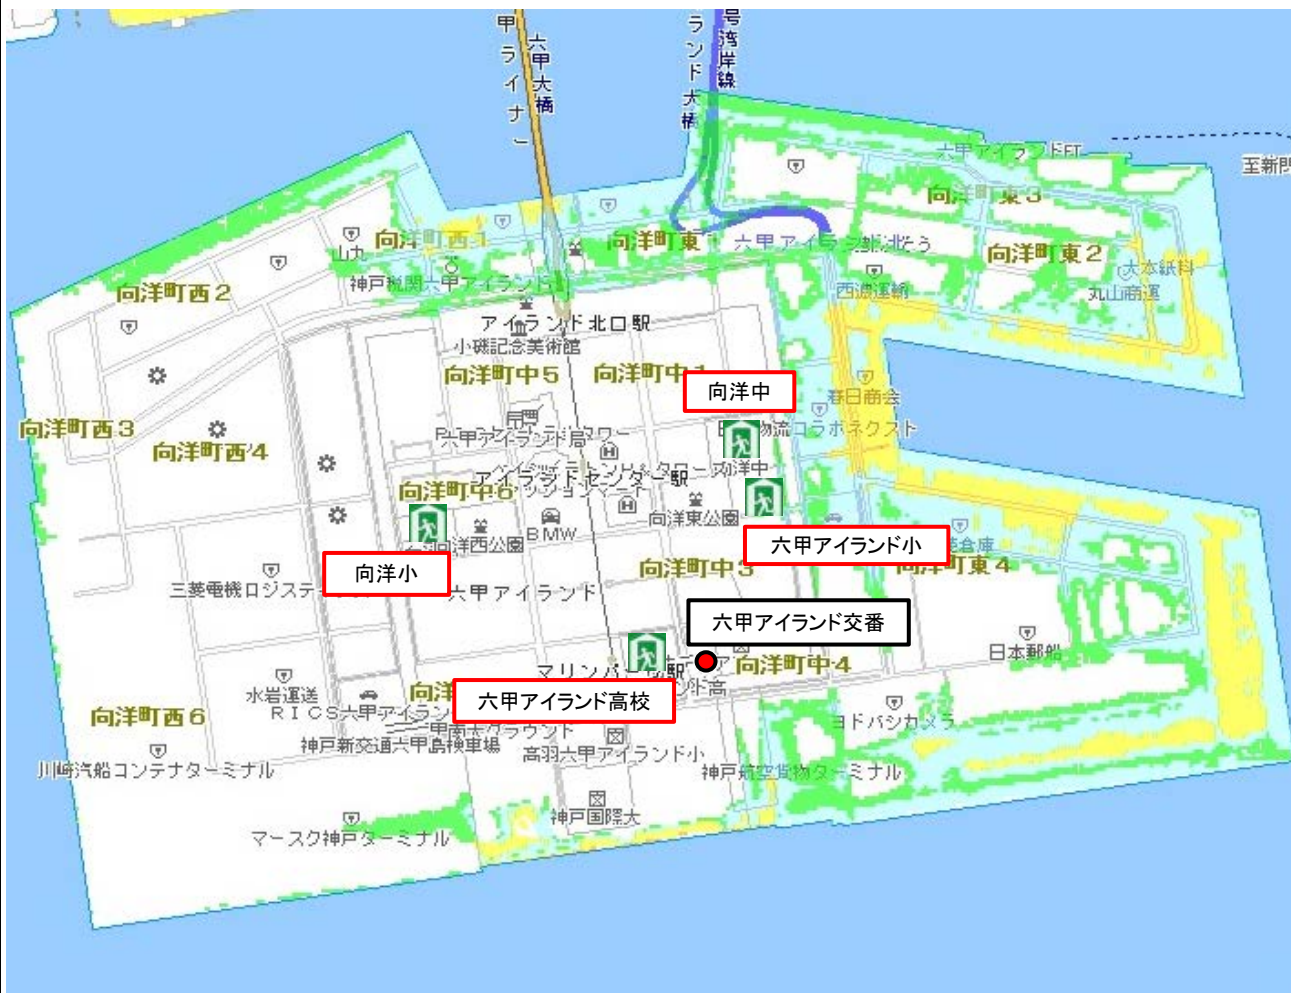 甲ライナー
六甲大橋
ランド大橋
号湾岸線
六甲アイランドFT
至新門
向洋町東3
向洋町西1
向洋町東1
向洋町東2
山九
六甲アイラ
西濃運輸
大本紙料
丸山商運
神戸税関六甲アイランド
向洋町西2
アイランド北口駅
小磯記念美術館
向洋町中5
向洋町中1
向洋中
春日商会
向洋町西3
向洋町西4
六甲アイランド局
物流コラボネクスト
向洋中
アイランドセンター駅
向洋町中6
向洋東公園
向洋西公園
BMW
六甲アイランド小
倉庫
向洋町東4
向洋小
向洋町中3
三菱電機ロジステ
六甲アイランド
六甲アイランド交番
日本郵船
マリンパーク駅
向洋町中4
水岩運送
六甲アイランド高校
RICS六甲アイラン
向洋町西6
ヨドバシカメラ
神戸新交通六甲島検車場
高羽六甲アイランド小
川崎汽船コンテナターミナル
神戸航空貨物ターミナル
神戸国際大
マースク神戸ターミナル